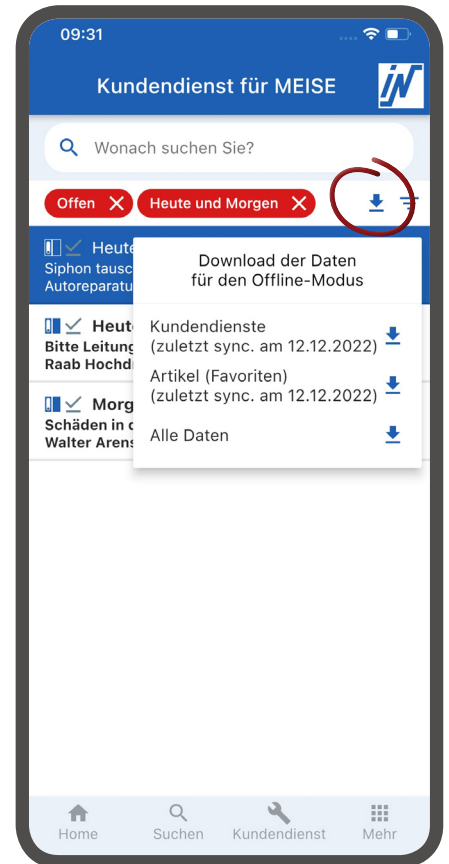 09:31
Kundendienst für MEISE
IN
Wonach suchen Sie?
Offen
Heute und Morgen
Heute
Siphon tausc
Autoreparatu
Download der Daten
für den Offline-Modus
Heut
Bitte Leitung
Raab Hochd
Kundendienste
(zuletzt sync. am 12.12.2022)
Artikel (Favoriten)
(zuletzt sync. am 12.12.2022)
Morg
Schäden in d
Walter Arens
Alle Daten
Home
Suchen
Kundendienst
Mehr